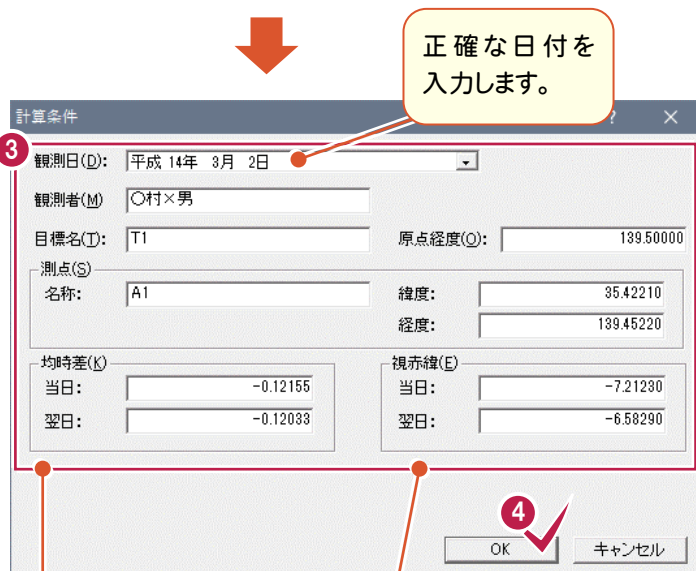 正確な日付を
入力します。
計算条件
3
観測日(D): 平成 14年 3月 2日
観測者(M) 〇村×男
目標名(T): T1 原点経度(O): 139.50000
測点(S)
名称: A1 緯度: 35.42210
経度: 139.45220
均時差(K) 視赤緯(E)
当日: -0.12155 当日: -7.21230
翌日: -0.12033 翌日: -6.58290
4
OK キャンセル